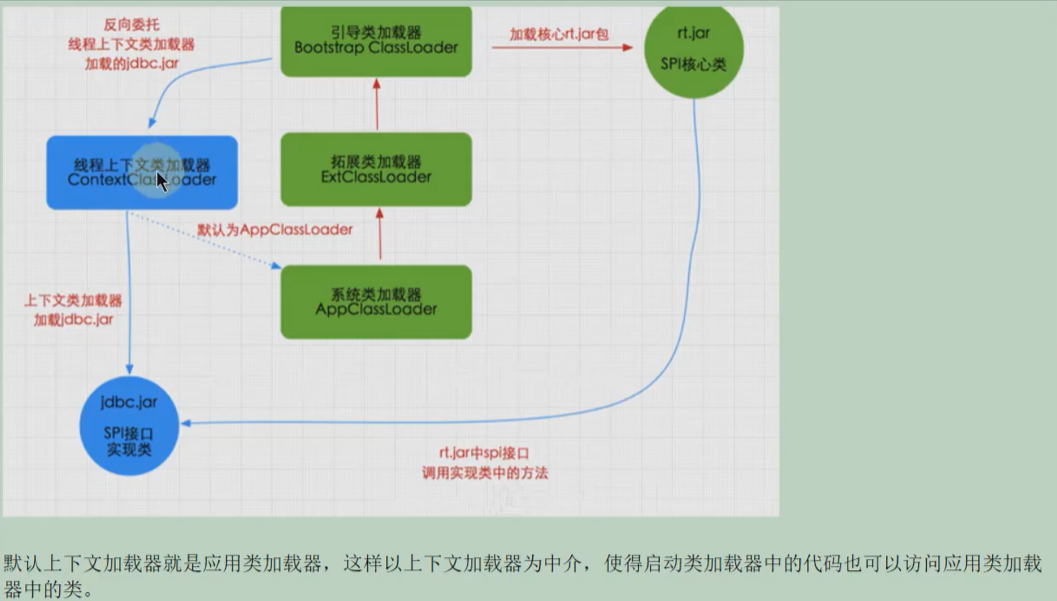 反向委托
线程上下文类加载器
加载的jdbc.jar
引导类加载器
Bootstrap ClassLoader
加载核心rt.jar包
rt.jar
SPI核心类
线程上下文类加载器
ContextClassLoader
拓展类加载器
ExtClassLoader
默认为AppClassLoader
系统类加载器
AppClassLoader
上下文类加载器
加载jdbc.jar
jdbc.jar
SPI接口
实现类
rt.jar中spi接口
调用实现类中的方法
默认上下文加载器就是应用类加载器，这样以上下文加载器为中介，使得启动类加载器中的代码也可以访问应用类加载
器中的类。